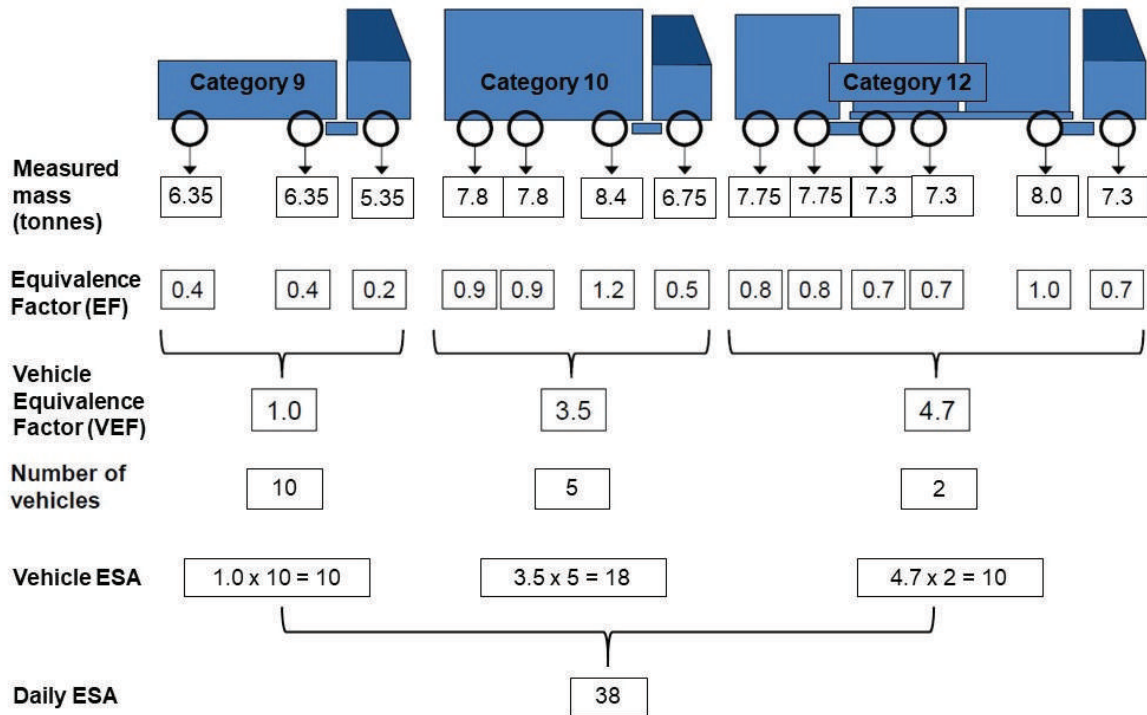 Category 9 Category 10 Category 12
Measured
mass
(tonnes)
6.35 6.35 5.35 7.8 7.8 8.4 6.75 7.75 7.75 7.3 7.3 8.0 7.3
Equivalence
Factor (EF)
0.4 0.4 0.2 0.9 0.9 1.2 0.5 0.8 0.8 0.7 0.7 1.0 0.7
Vehicle
Equivalence
Factor (VEF)
1.0 3.5 4.7
Number of
vehicles
10 5 2
Vehicle ESA 1.0 x 10 = 10 3.5 x 5 = 18 4.7 x 2 = 10
Daily ESA 38